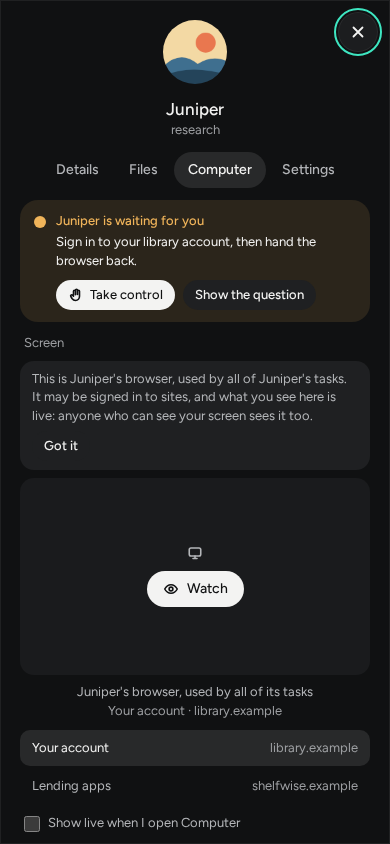 Juniper
research
Details Files Computer Settings
Juniper is waiting for you
Sign in to your library account, then hand the
browser back.
Take control Show the question
Screen
This is Juniper's browser, used by all of Juniper's tasks.
It may be signed in to sites, and what you see here is
live: anyone who can see your screen sees it too.
Got it
Watch
Juniper's browser, used by all of its tasks
Your account · library.example
Your account library.example
Lending apps shelfwise.example
Show live when I open Computer